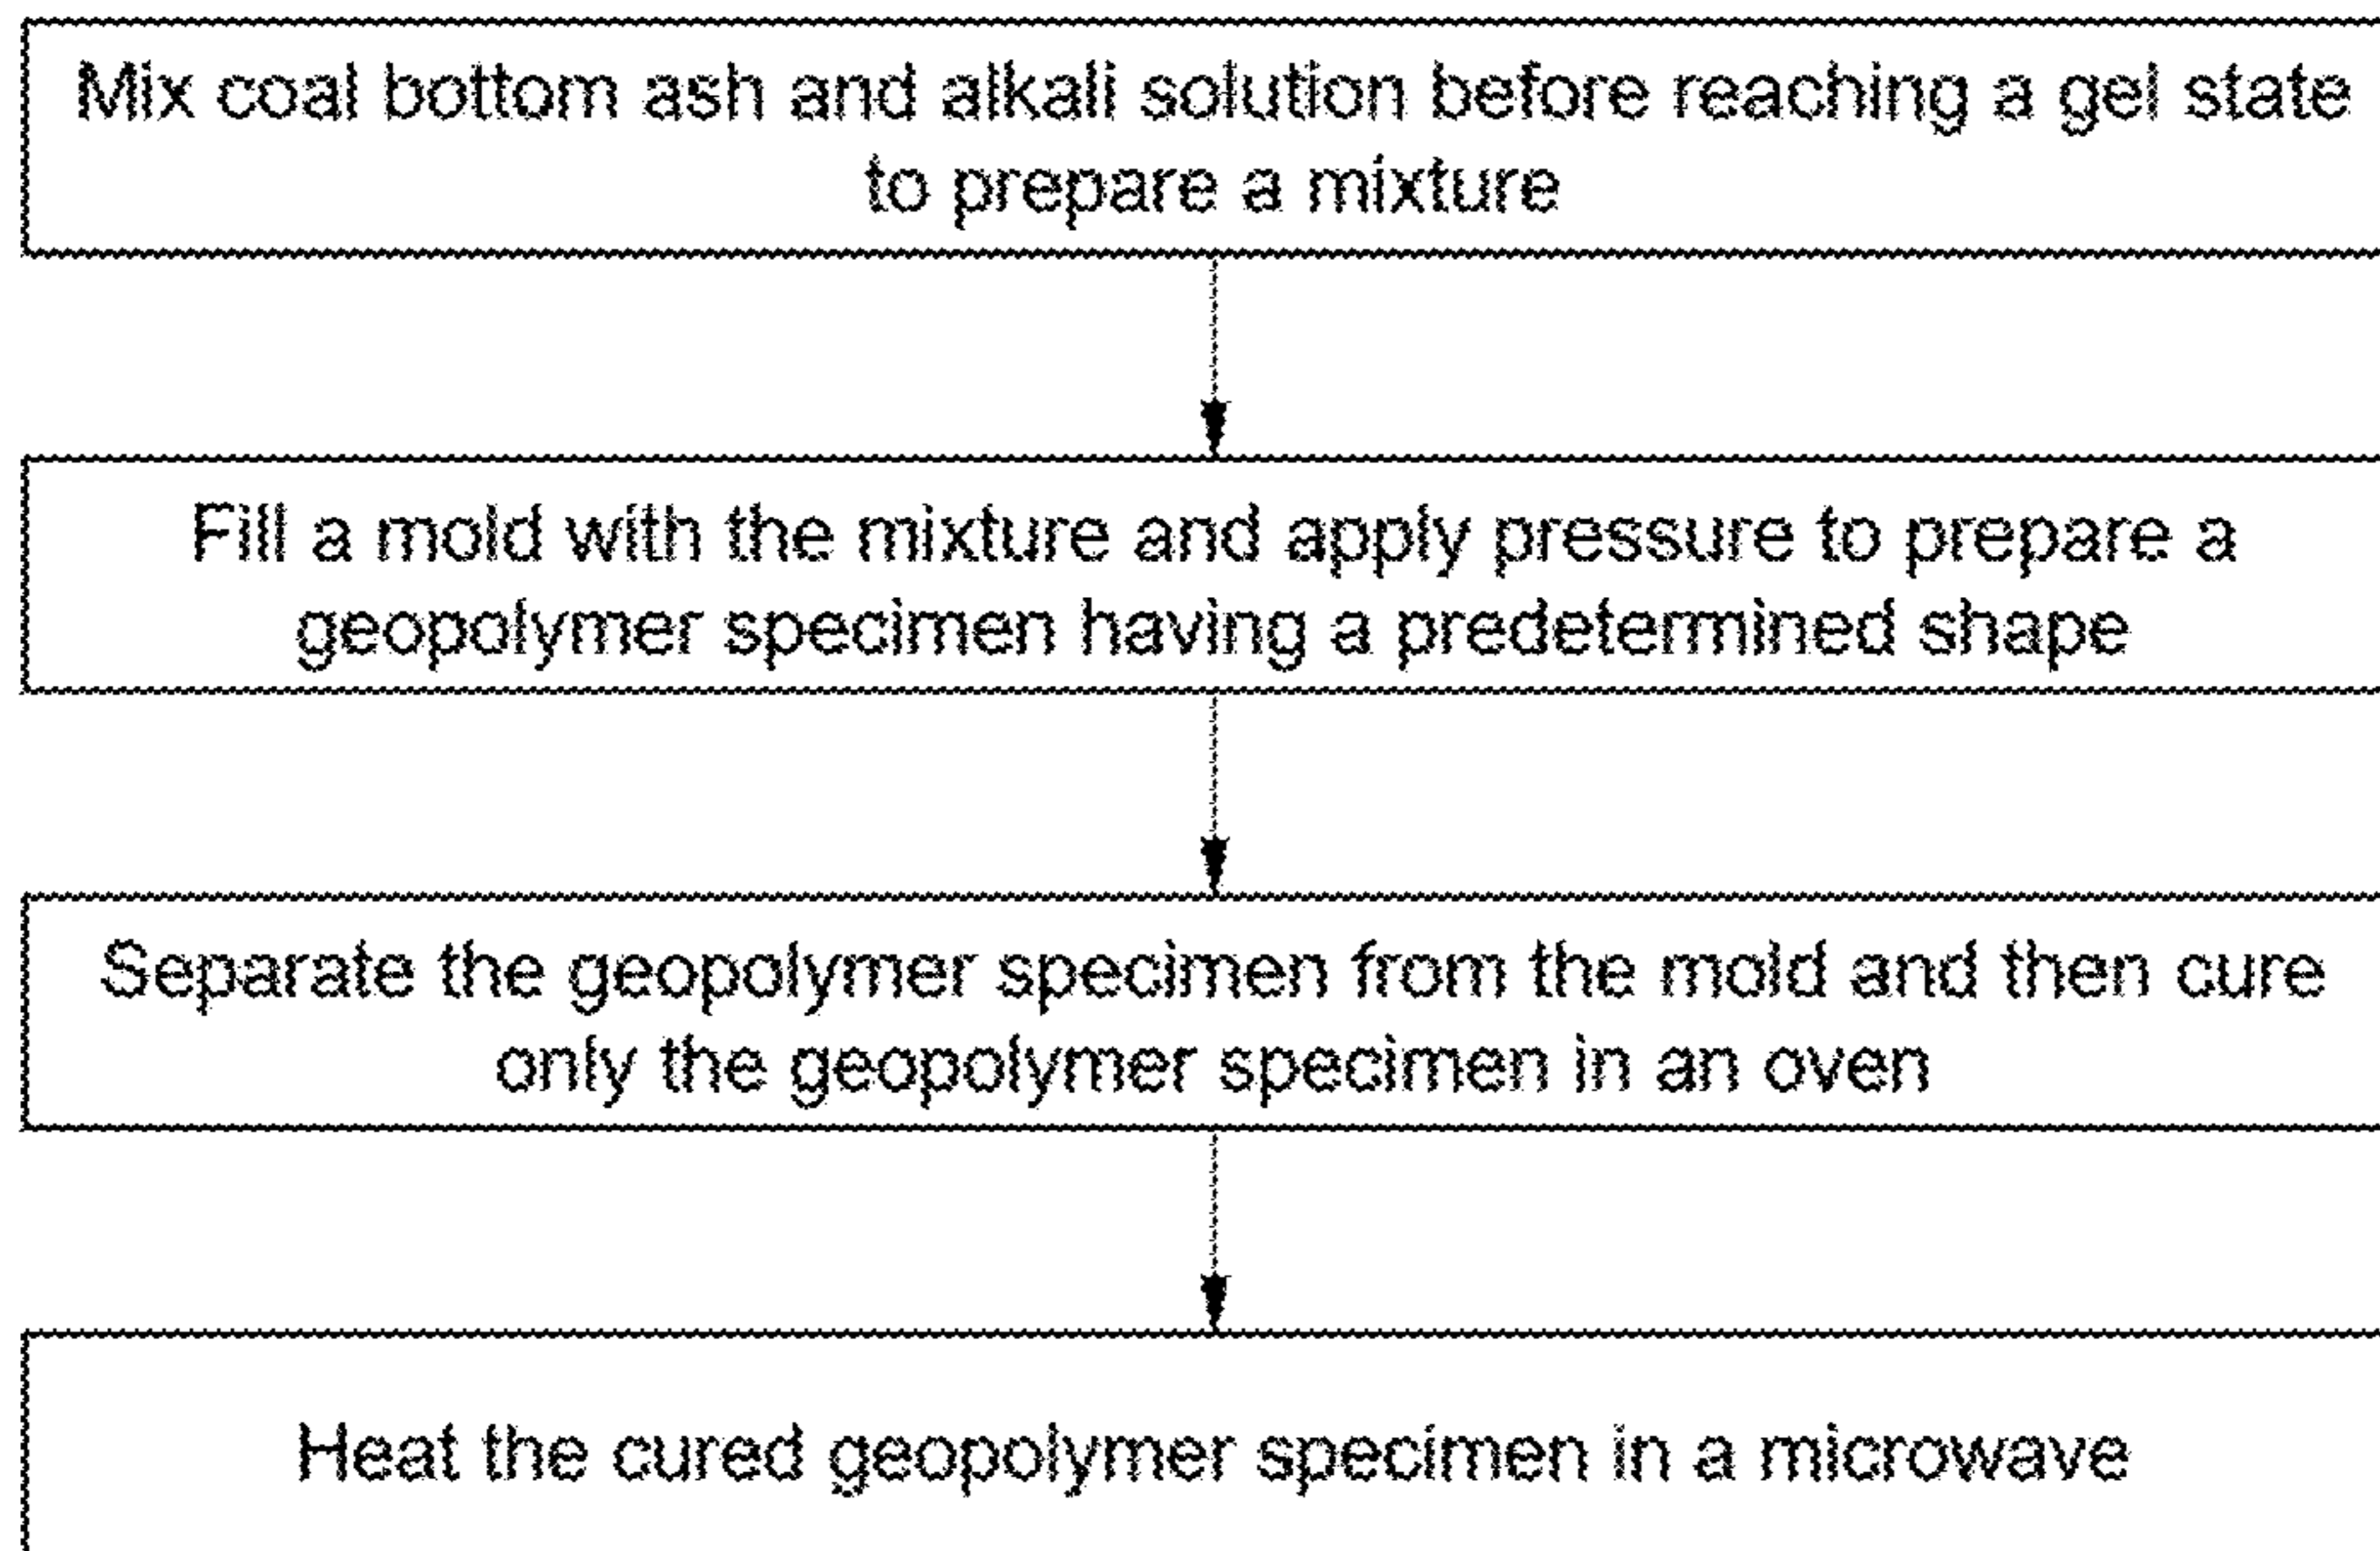 Mix coal bottom ash and alkali solution before reaching a gel state
to prepare a mixture
Fill a mold with the mixture and apply pressure to prepare a
geopolymer specimen having a predetermined shape
Separate the geopolymer specimen from the mold and then cure
only the geopolymer specimen in an oven
Heat the cured geopolymer specimen in a microwave